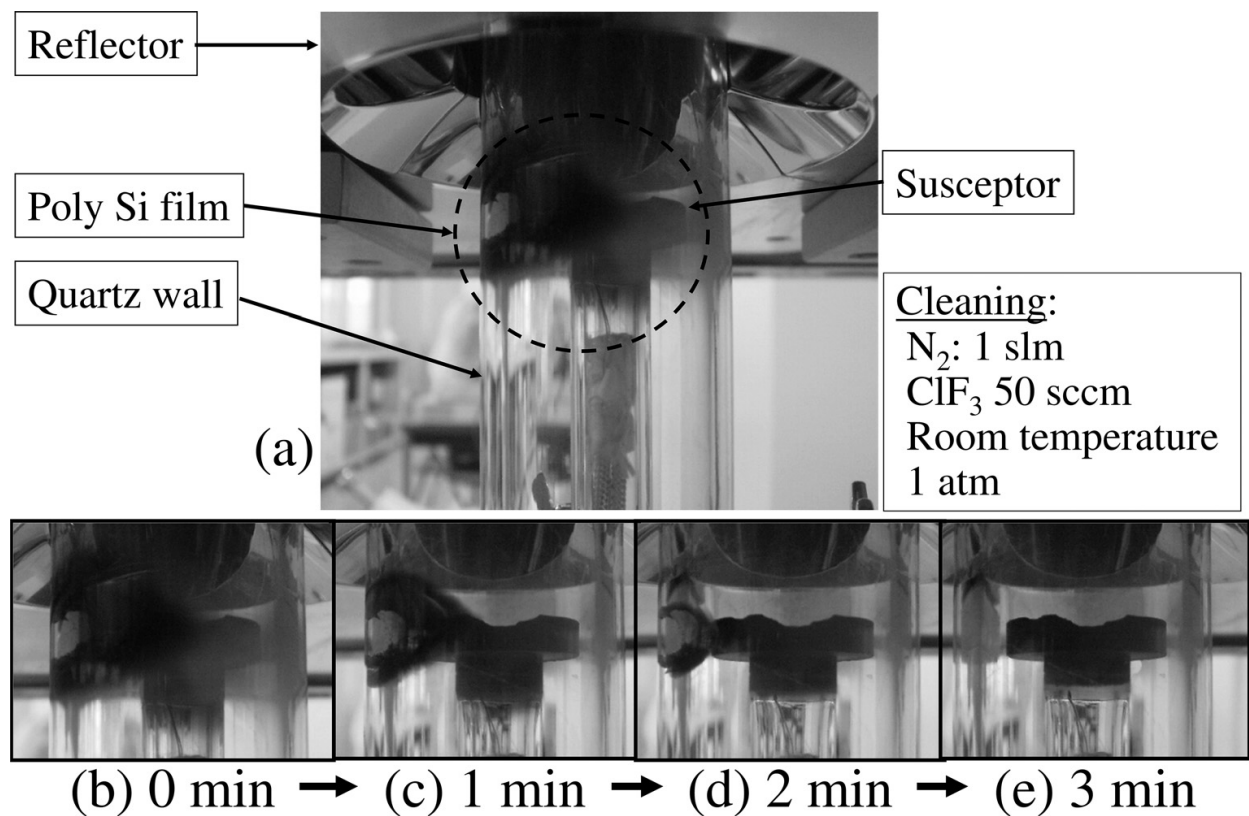 Reflector
Poly Si film
Susceptor
Quartz wall
Cleaning:
N₂: 1 slm
ClF₃ 50 sccm
Room temperature
1 atm
(a)
(b) 0 min
(c) 1 min
(d) 2 min
(e) 3 min